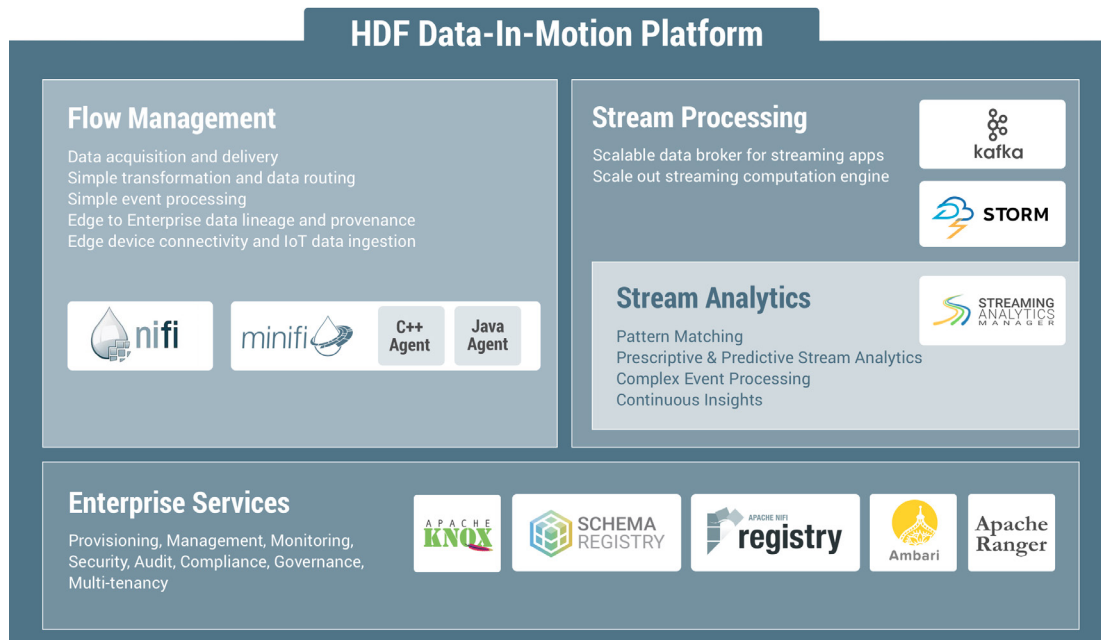 HDF Data-In-Motion Platform
Flow Management
Data acquisition and delivery
Simple transformation and data routing
Simple event processing
Edge to Enterprise data lineage and provenance
Edge device connectivity and IoT data ingestion
nifi
minifi
C++
Agent
Java
Agent
Stream Processing
Scalable data broker for streaming apps
Scale out streaming computation engine
kafka
STORM
Stream Analytics
Pattern Matching
Prescriptive & Predictive Stream Analytics
Complex Event Processing
Continuous Insights
STREAMING
ANALYTICS
MANAGER
Enterprise Services
Provisioning, Management, Monitoring,
Security, Audit, Compliance, Governance,
Multi-tenancy
APACHE
KNOX
SCHEMA
REGISTRY
APACHE NIFI
registry
Ambari
Apache
Ranger